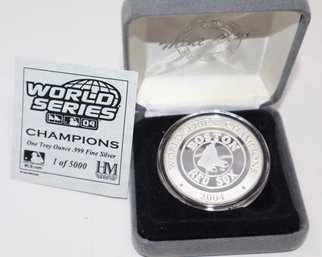 WORLD
SERIES
04
CHAMPIONS
One Troy Ounce .999 Fine Silver
1 of 5000
HM
WORLD SERIES CHAMPIONS
BOSTON
RED SOX
2004